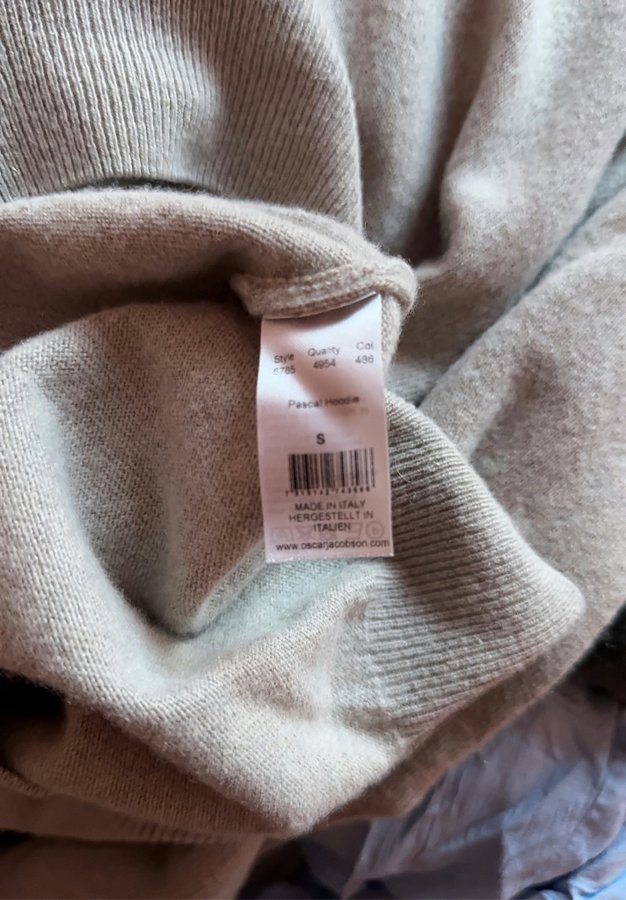 Style Quality Col
6785 4954 486
Pascal Hoodie
S
MADE IN ITALY
HERGESTELLT IN
ITALIEN
www.oscarjacobson.com